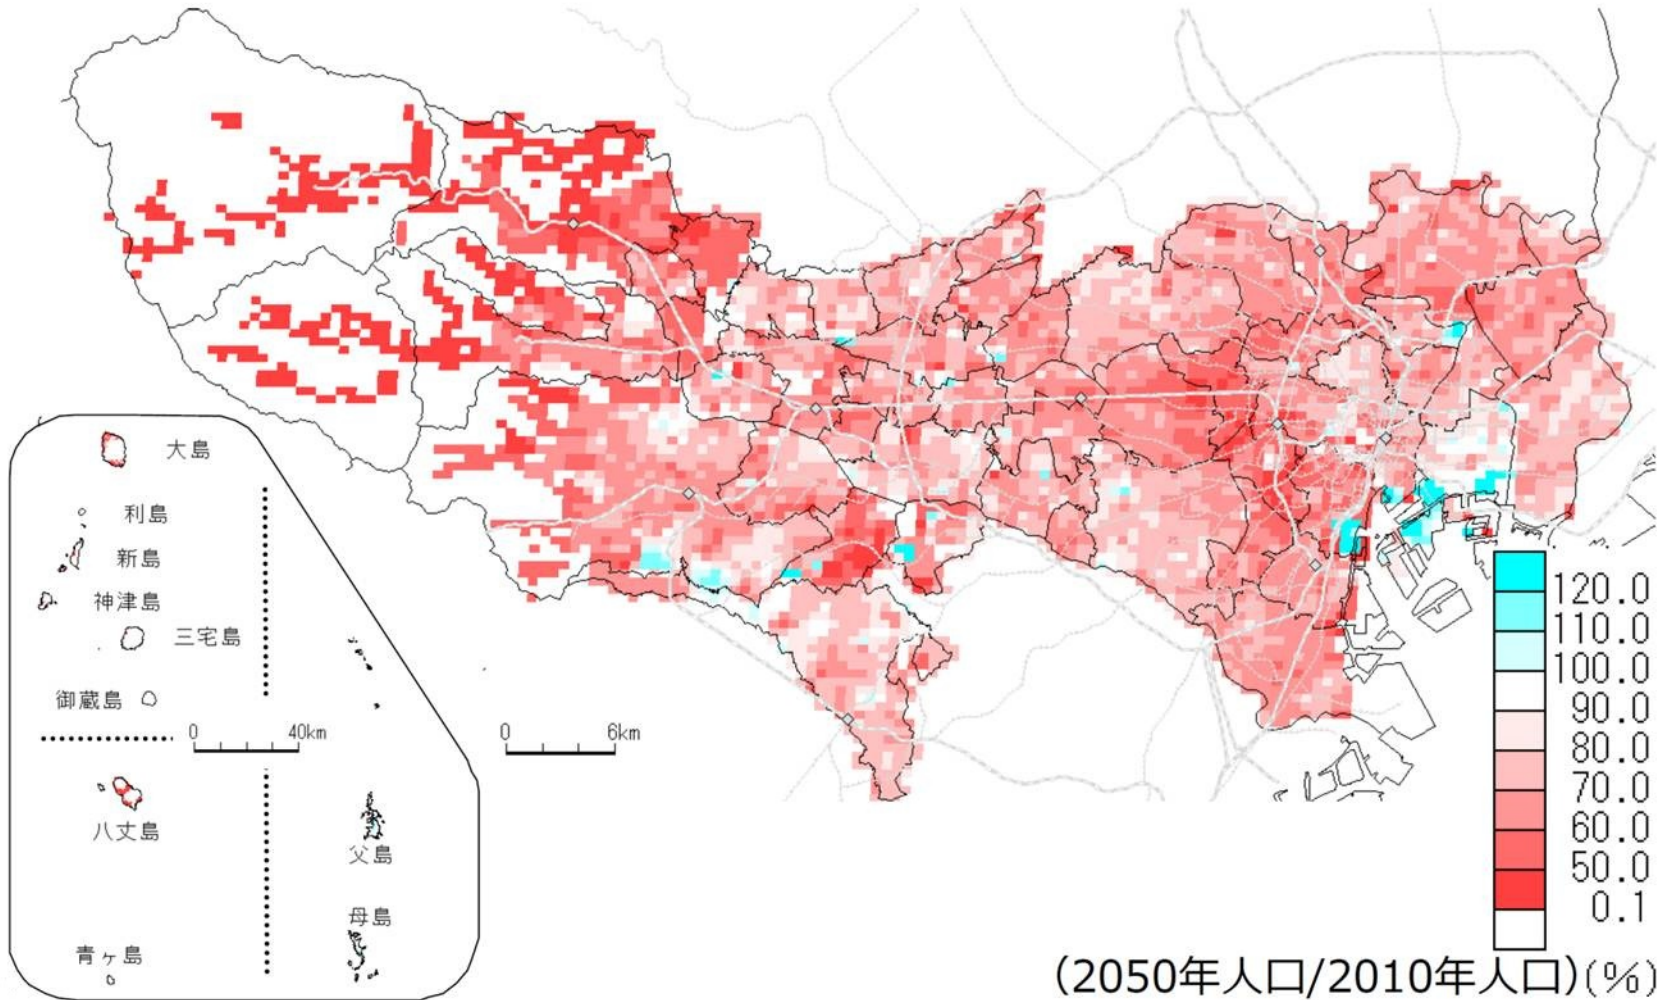 大島
利島
新島
神津島
三宅島
御蔵島
0 40km
0 6km
八丈島
父島
母島
青ヶ島
120.0
110.0
100.0
90.0
80.0
70.0
60.0
50.0
0.1
(2050年人口/2010年人口)(%)